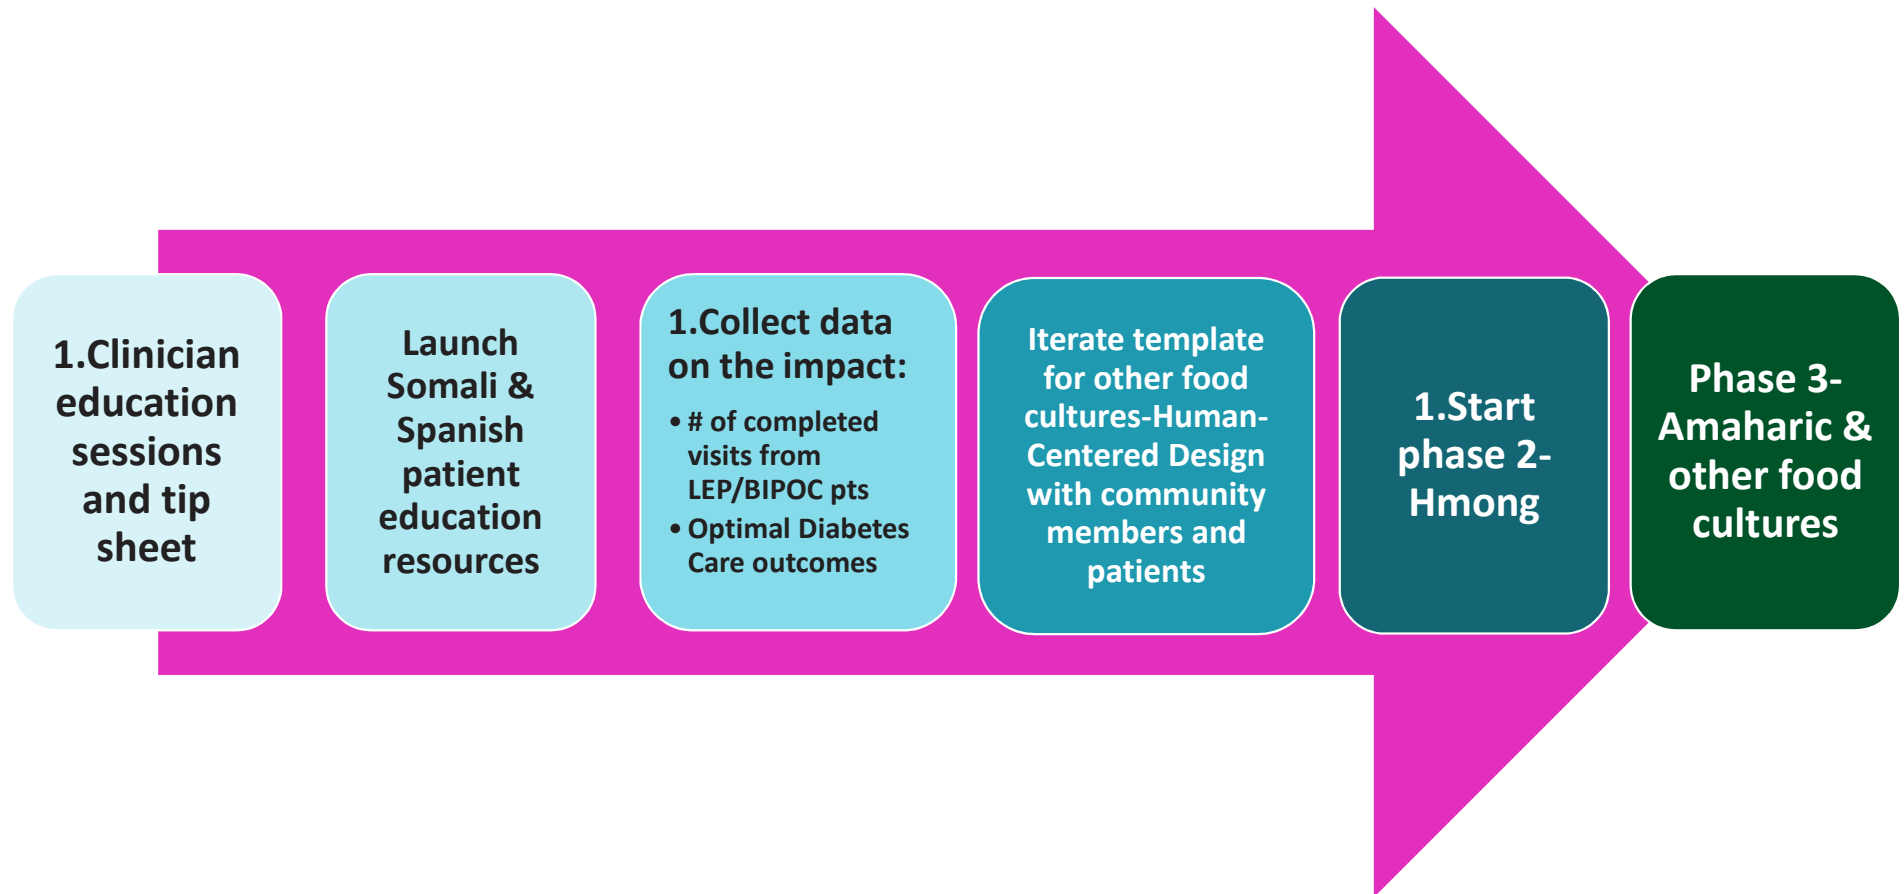 1.Clinician
education
sessions
and tip
sheet
Launch
Somali &
Spanish
patient
education
resources
1.Collect data
on the impact:
• # of completed
visits from
LEP/BIPOC pts
• Optimal Diabetes
Care outcomes
Iterate template
for other food
cultures-Human-
Centered Design
with community
members and
patients
1.Start
phase 2-
Hmong
Phase 3-
Amaharic &
other food
cultures